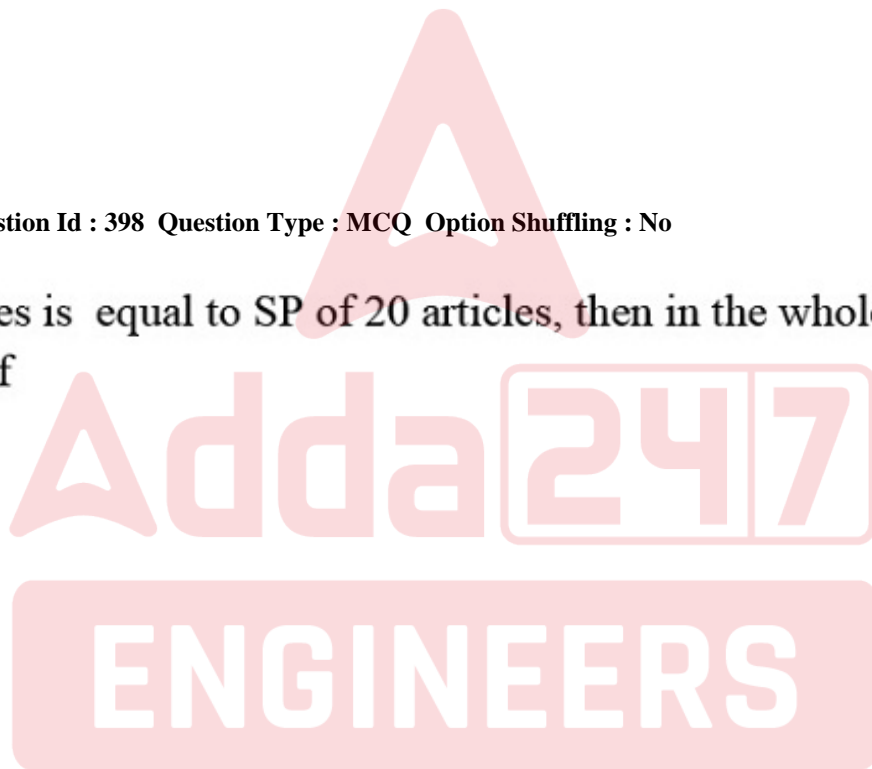 stion Id : 398 Question Type : MCQ Option Shuffling : No
es is equal to SP of 20 articles, then in the whole
f
Adda247
ENGINEERS